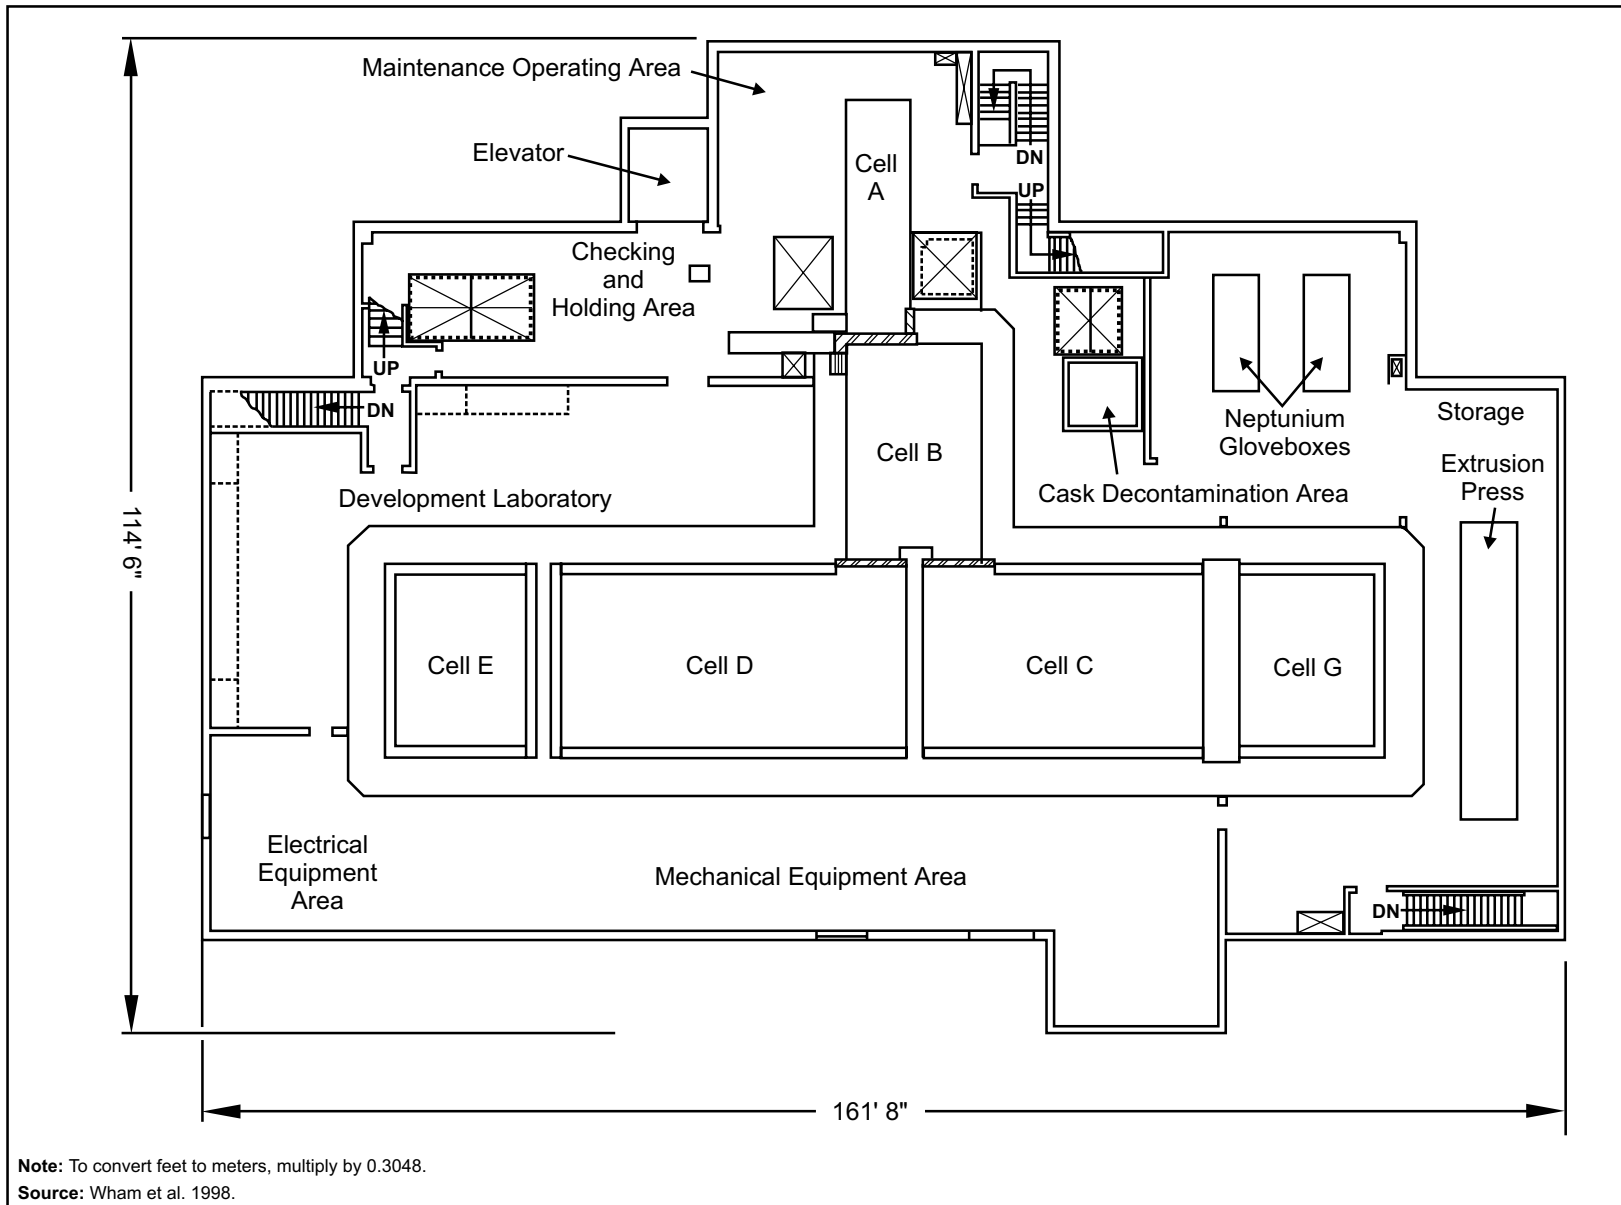 Maintenance Operating Area
Elevator
Cell
A
DN
UP
Checking
and
Holding Area
UP
DN
Neptunium
Gloveboxes
Storage
Cell B
Extrusion
Press
Development Laboratory
Cask Decontamination Area
114' 6"
Cell E
Cell D
Cell C
Cell G
Electrical
Equipment
Area
Mechanical Equipment Area
DN
161' 8"
Note: To convert feet to meters, multiply by 0.3048.
Source: Wham et al. 1998.